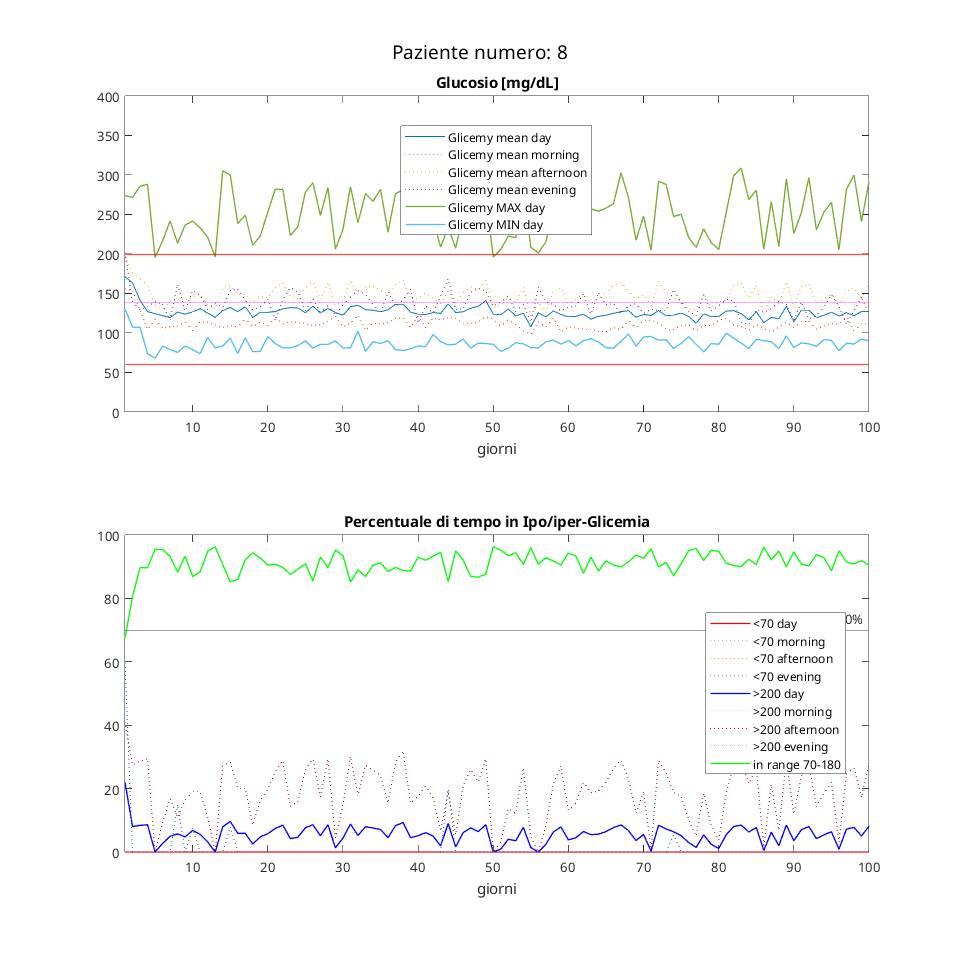 Paziente numero: 8
Glucosio [mg/dL]
400
350
300
250
200
150
100
50
0
Glicemy mean day
Glicemy mean morning
Glicemy mean afternoon
Glicemy mean evening
Glicemy MAX day
Glicemy MIN day
10 20 30 40 50 60 70 80 90 100
giorni
Percentuale di tempo in Ipo/iper-Glicemia
100
80
60
40
20
0
0%
<70 day
<70 morning
<70 afternoon
<70 evening
>200 day
>200 morning
>200 afternoon
>200 evening
in range 70-180
10 20 30 40 50 60 70 80 90 100
giorni